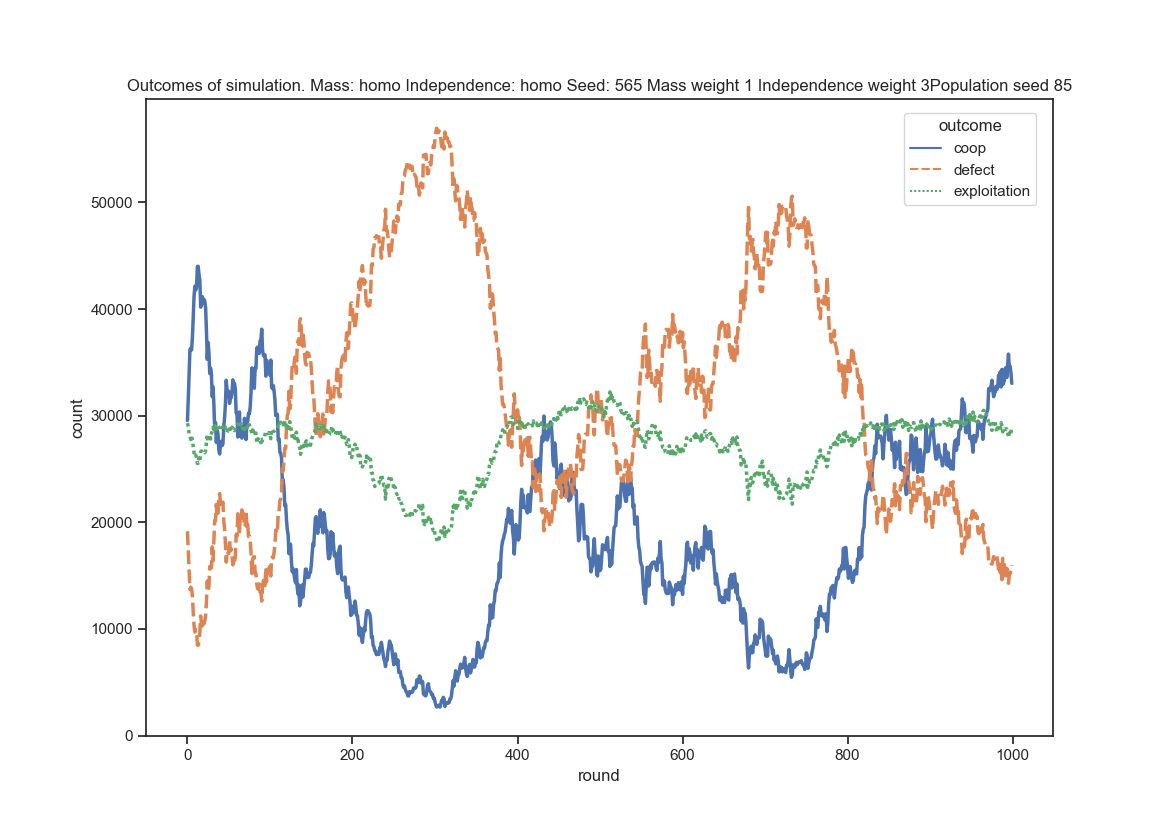 Outcomes of simulation. Mass: homo Independence: homo Seed: 565 Mass weight 1 Independence weight 3Population seed 85
outcome
coop
defect
exploitation
50000
40000
30000
20000
10000
0
count
0 200 400 600 800 1000
round